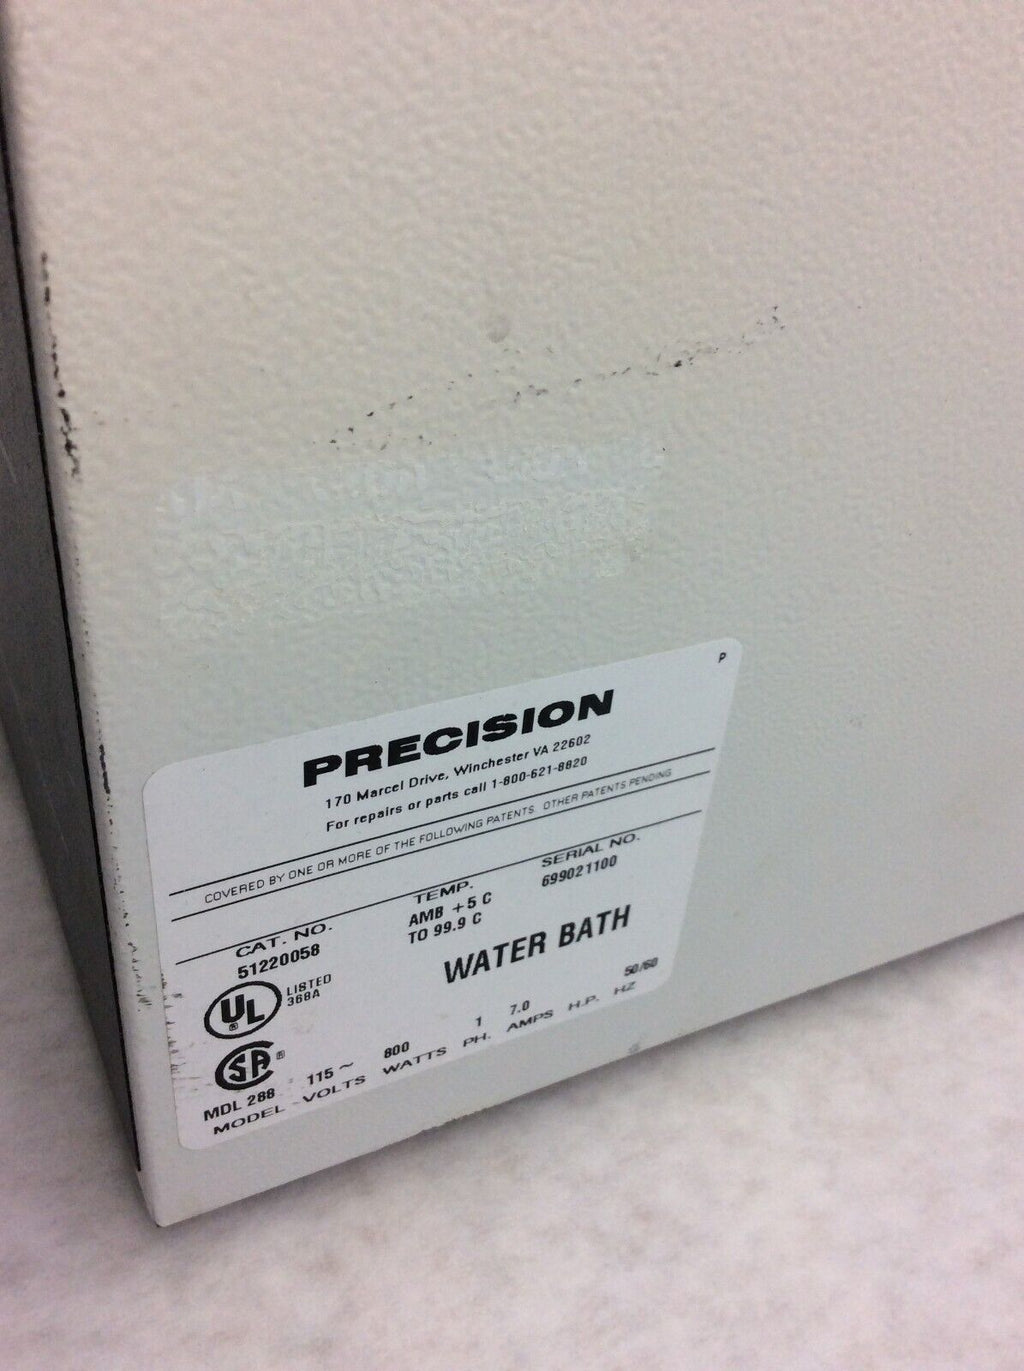 P
PRECISION
170 Marcel Drive, Winchester VA 22602
For repairs or parts call 1-800-621-8820
COVERED BY ONE OR MORE OF THE FOLLOWING PATENTS. OTHER PATENTS PENDING
CAT. NO. TEMP. SERIAL NO.
51220058 AMB +5 C 699021100
TO 99.9 C
WATER BATH
UL ® LISTED
368A
SA ®
MDL 288 115 ~ 800 1 7.0 50/60
MODEL VOLTS WATTS PH. AMPS H.P. HZ